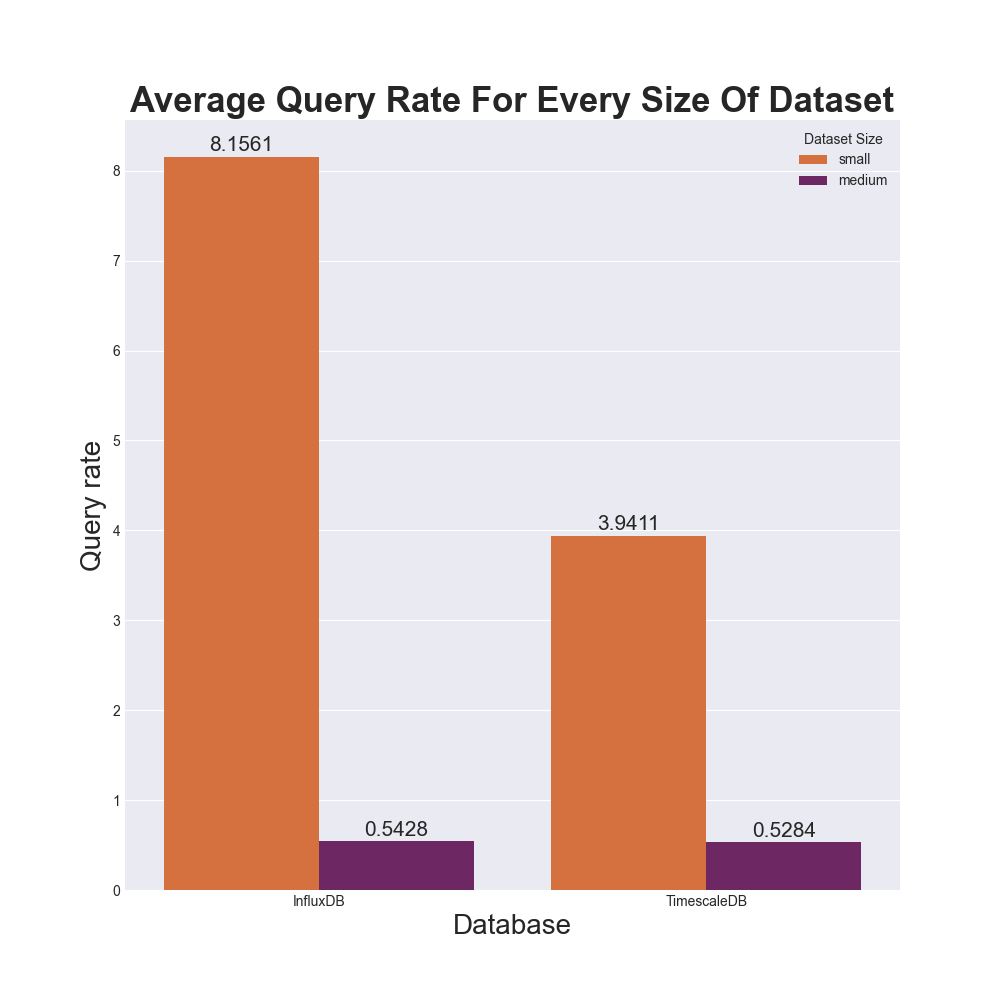 Average Query Rate For Every Size Of Dataset
8.1561
Dataset Size
small
medium
8
7
6
5
4
3
2
1
0
Query rate
3.9411
0.5428
0.5284
InfluxDB
TimescaleDB
Database